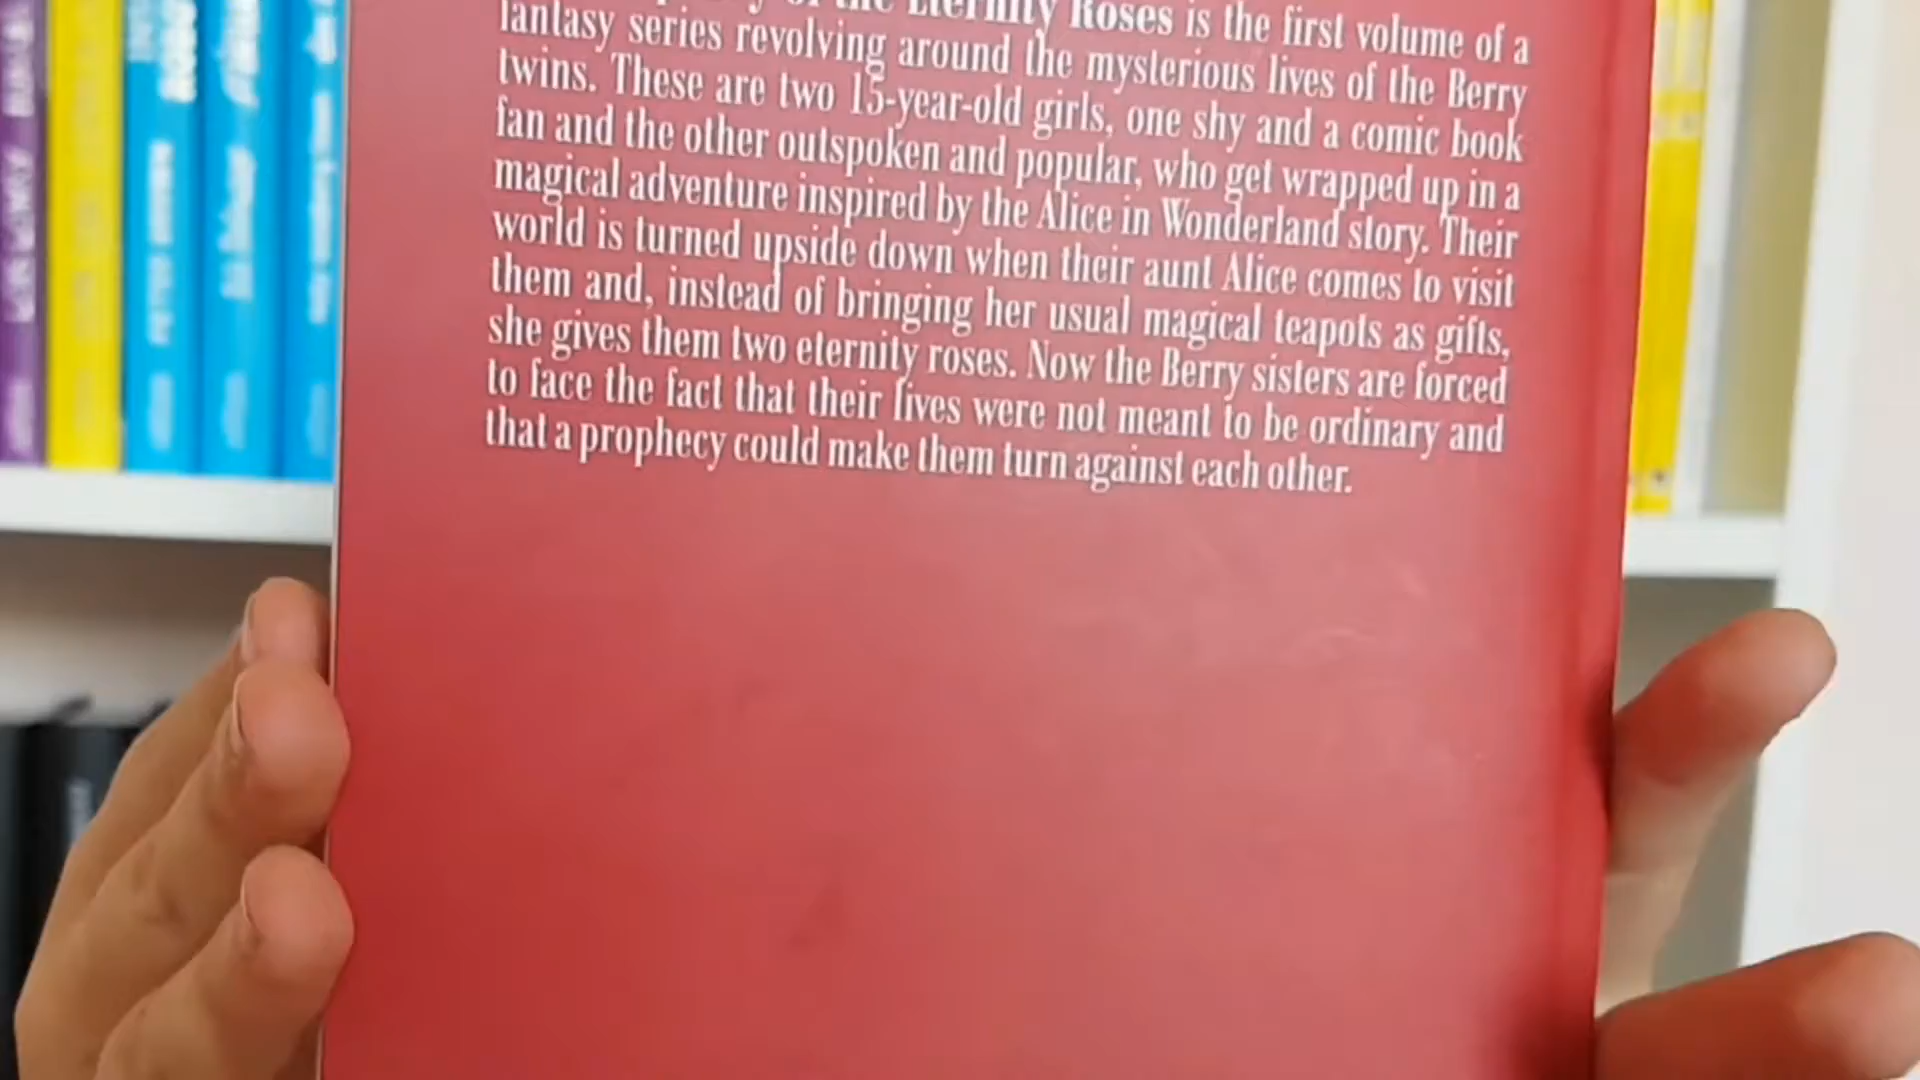 of the Eternity Roses is the first volume of a
fantasy series revolving around the mysterious lives of the Berry
twins. These are two 15-year-old girls, one shy and a comic book
fan and the other outspoken and popular, who get wrapped up in a
magical adventure inspired by the Alice in Wonderland story. Their
world is turned upside down when their aunt Alice comes to visit
them and, instead of bringing her usual magical teapots as gifts,
she gives them two eternity roses. Now the Berry sisters are forced
to face the fact that their lives were not meant to be ordinary and
that a prophecy could make them turn against each other.